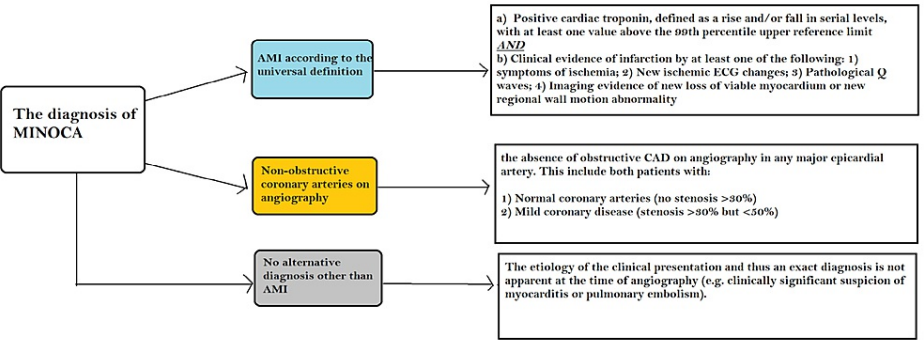 The diagnosis of
MINOCA
AMI according to the
universal definition
a) Positive cardiac troponin, defined as a rise and/or fall in serial levels,
with at least one value above the 99th percentile upper reference limit
AND
b) Clinical evidence of infarction by at least one of the following: 1)
symptoms of ischemia; 2) New ischemic ECG changes; 3) Pathological Q
waves; 4) Imaging evidence of new loss of viable myocardium or new
regional wall motion abnormality
Non-obstructive
coronary arteries on
angiography
the absence of obstructive CAD on angiography in any major epicardial
artery. This include both patients with:
1) Normal coronary arteries (no stenosis >30%)
2) Mild coronary disease (stenosis >30% but <50%)
No alternative
diagnosis other than
AMI
The etiology of the clinical presentation and thus an exact diagnosis is not
apparent at the time of angiography (e.g. clinically significant suspicion of
myocarditis or pulmonary embolism).